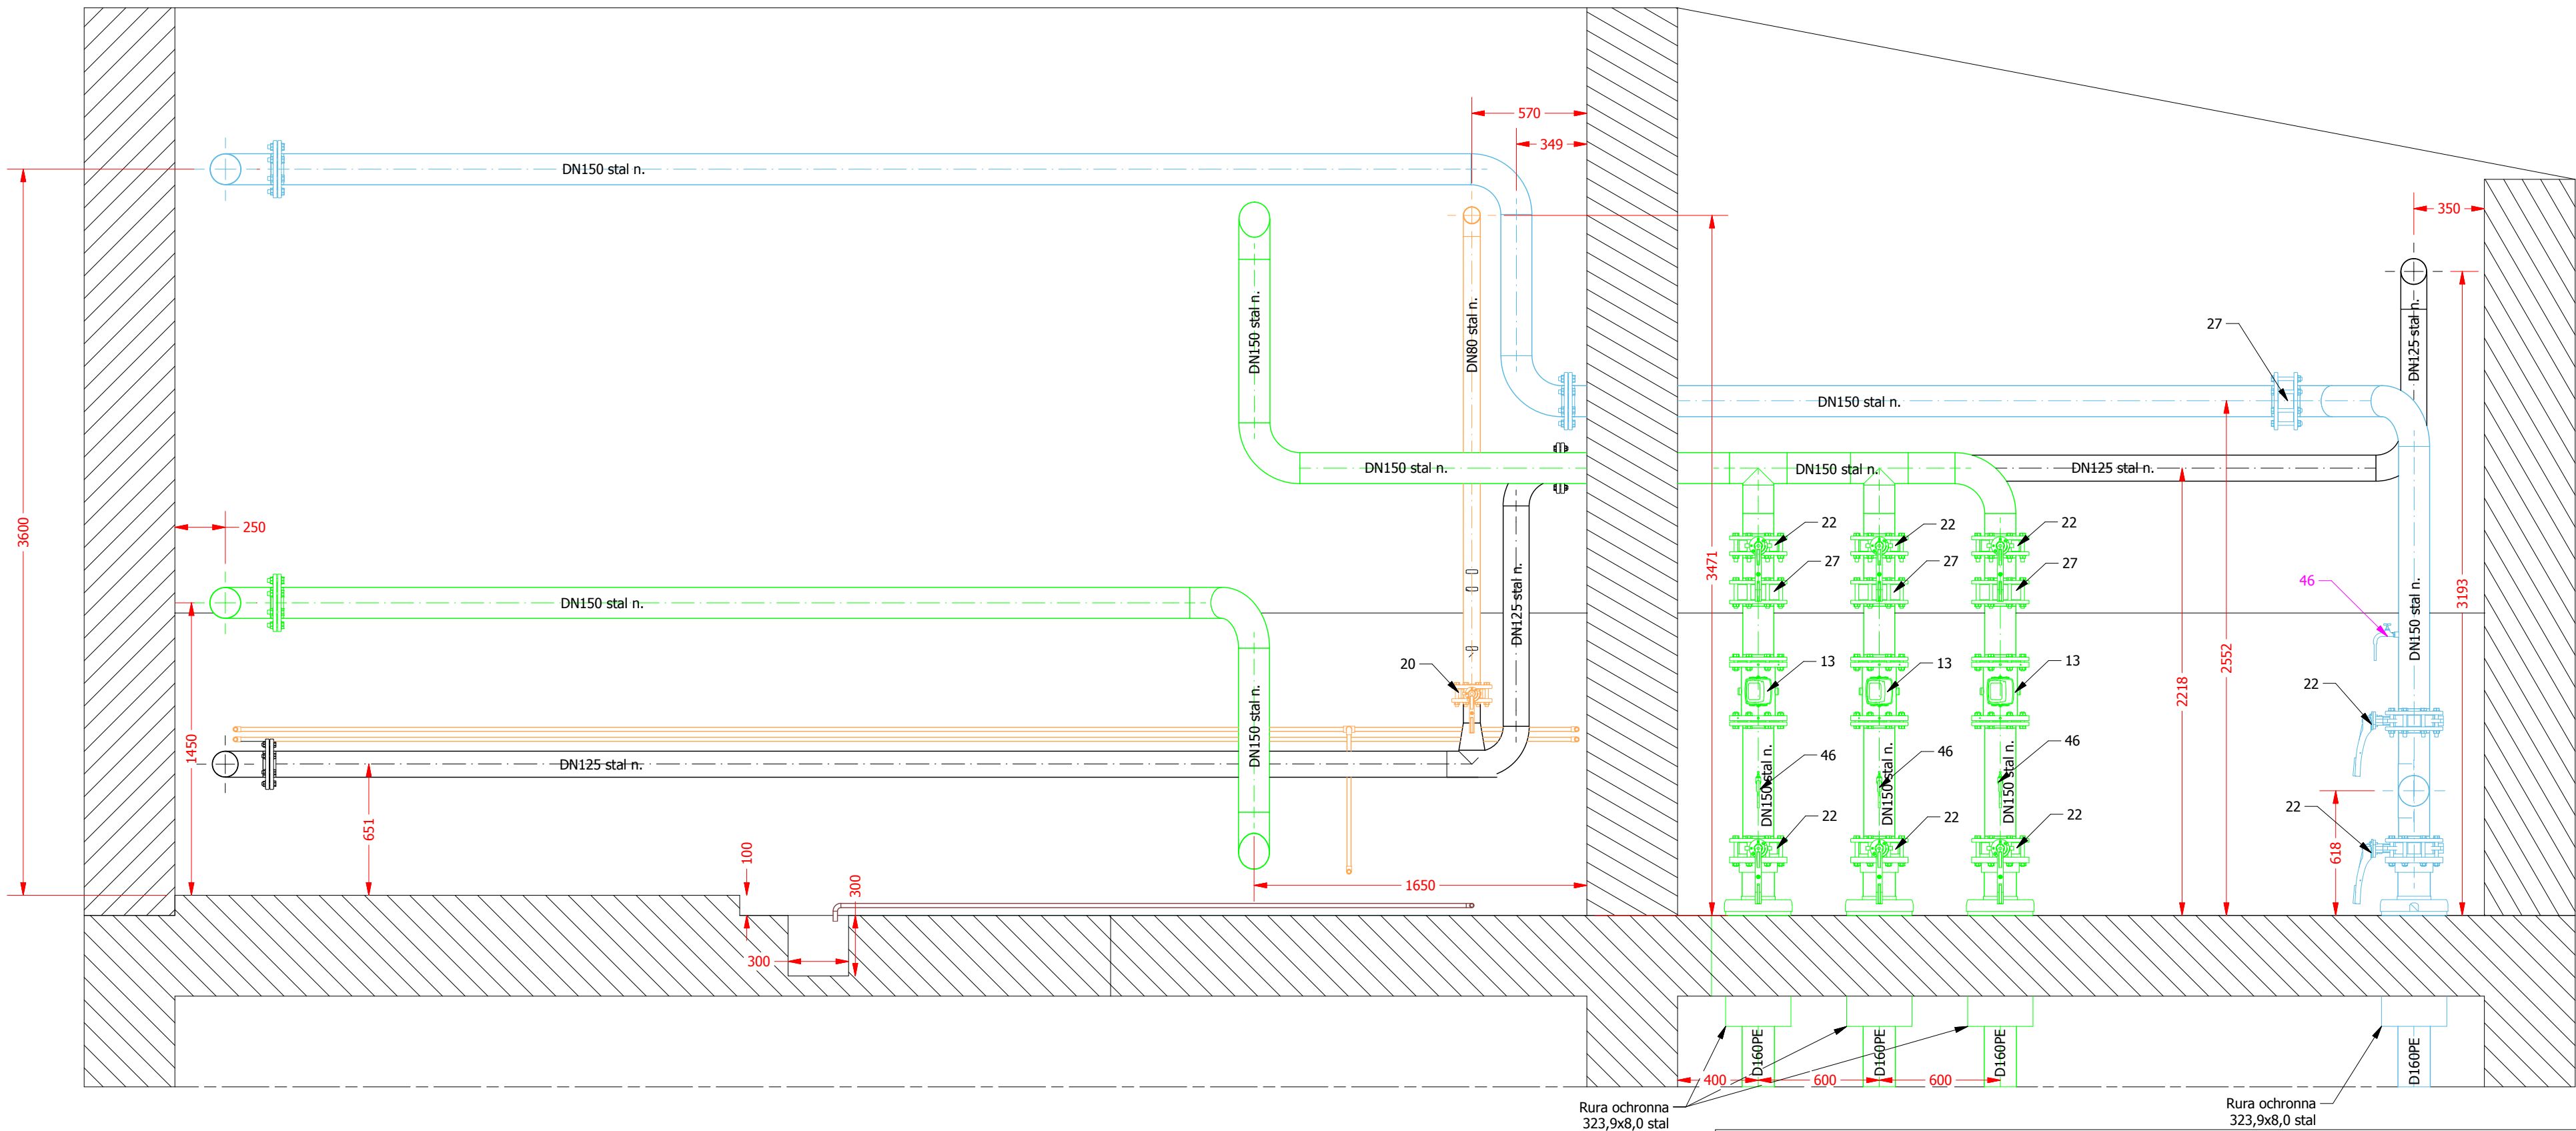 570
349
DN150 stal n.
350
DN150 stal n.
DN80 stal n.
3471
27
DN125 stal n.
3193
DN150 stal n.
DN150 stal n.
DN150 stal n.
DN125 stal n.
3600
250
22
22
22
27
27
27
DN150 stal n.
DN125 stal n.
46
DN150 stal n.
2552
2218
20
13
13
13
22
1450
DN125 stal n.
DN150 stal n.
651
46
46
46
DN150 stal n.
DN150 stal n.
DN150 stal n.
22
22
22
22
618
100
300
1650
300
D160PE
D160PE
D160PE
D160PE
400
600
600
Rura ochronna
323,9x8,0 stal
Rura ochronna
323,9x8,0 stal